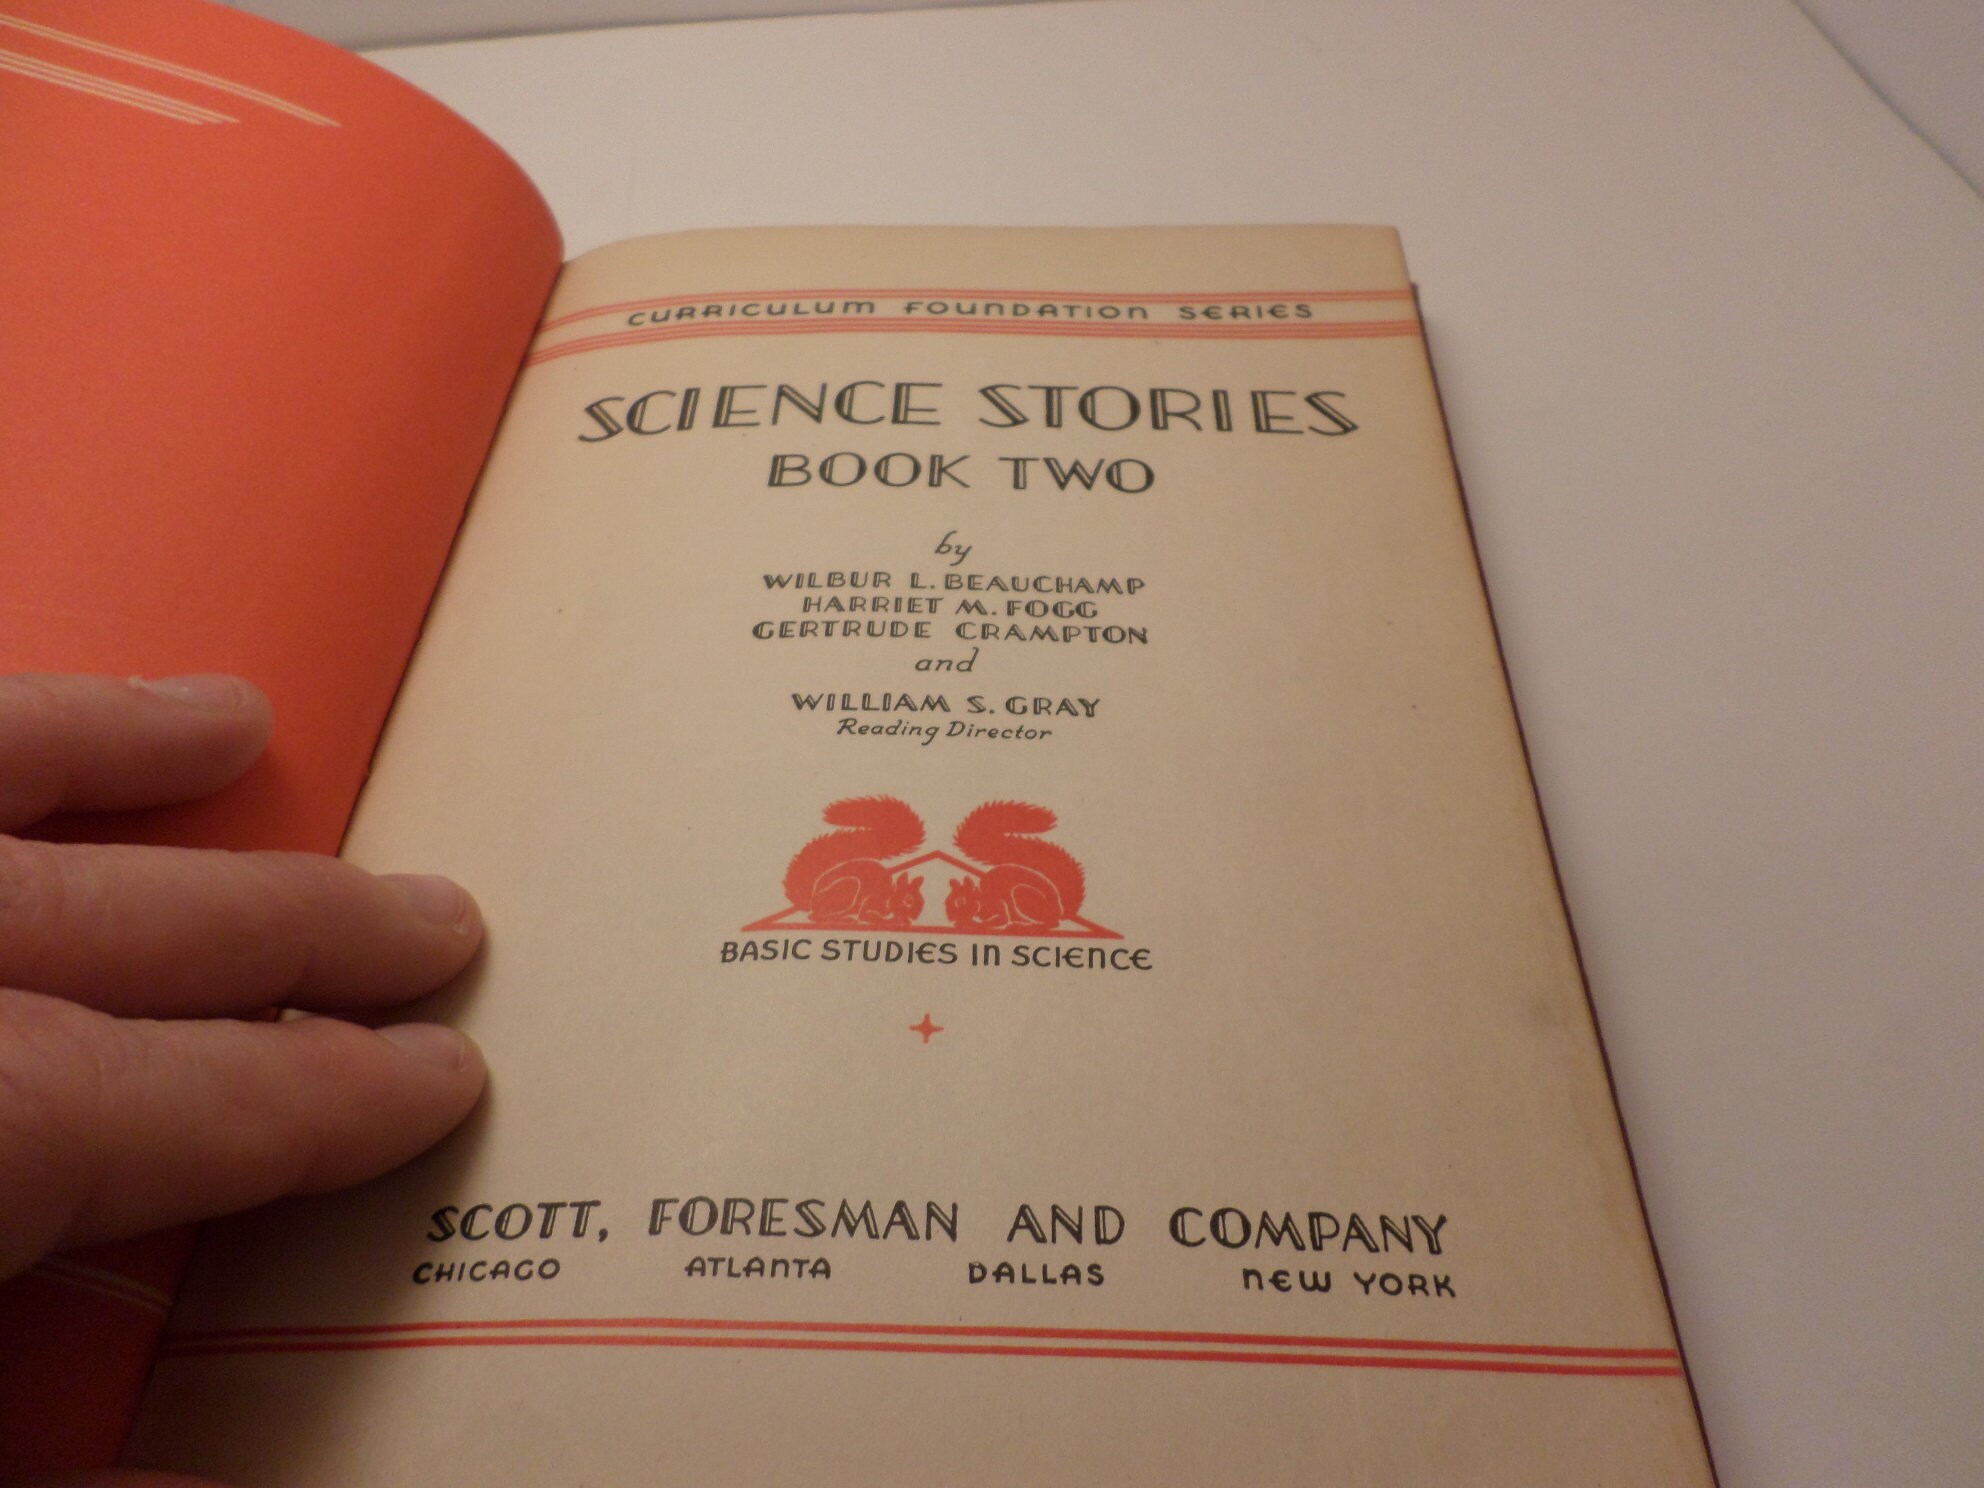 CURRICULUM FOUNDATION SERIES
SCIENCE STORIES
BOOK TWO
by
WILBUR L. BEAUCHAMP
HARRIET M. FOGG
GERTRUDE CRAMPTON
and
WILLIAM S. GRAY
Reading Director
BASIC STUDIES IN SCIENCE
SCOTT, FORESMAN AND COMPANY
CHICAGO ATLANTA DALLAS NEW YORK